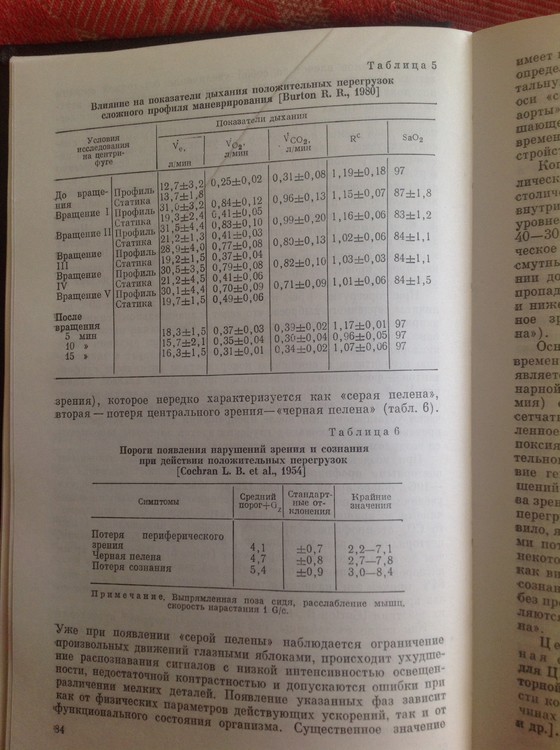 Таблица 5
Влияние на показатели дыхания положительных перегрузок
сложного профиля маневрирования [Burton R. R., 1980]
Условия исследования на центрифуге Показатели дыхания
V̇e, л/мин V̇O2, л/мин V̇CO2, л/мин Rᶜ SaO2
До враще- Профиль 12,7±3,2 0,25±0,02 0,31±0,08 1,19±0,18 97
ния Статика 13,7±1,8
Вращение I Профиль 31,0±3,2 0,84±0,12 0,96±0,13 1,15±0,07 87±1,8
Статика 19,3±2,4 0,41±0,05
Вращение II Профиль 31,5±4,4 0,83±0,10 0,99±0,20 1,16±0,06 83±1,2
Статика 21,2±1,3 0,41±0,03
Вращение Профиль 28,9±4,0 0,77±0,08 0,89±0,13 1,02±0,06 84±1,1
III Статика 19,2±1,5 0,37±0,04
Вращение Профиль 30,5±3,5 0,79±0,08 0,82±0,10 1,03±0,03 84±1,1
IV Статика 21,2±4,5 0,41±0,06
Вращение V Профиль 30,1±4,4 0,70±0,09 0,71±0,09 1,01±0,06 84±1,5
Статика 19,7±1,5 0,49±0,06
После
вращения
5 мин 18,3±1,5 0,37±0,03 0,39±0,02 1,17±0,01 97
10 » 15,7±2,1 0,35±0,04 0,30±0,04 0,96±0,05 97
15 » 16,3±1,5 0,31±0,01 0,34±0,02 1,07±0,06 97
зрения), которое нередко характеризуется как «серая пелена»,
вторая — потеря центрального зрения—«черная пелена» (табл. 6).
Таблица 6
Пороги появления нарушений зрения и сознания
при действии положительных перегрузок
[Cochran L. B. et al., 1954]
Симптомы Средний порог+Gz Стандартные отклонения Крайние значения
Потеря периферического
зрения 4,1 ±0,7 2,2—7,1
Черная пелена 4,7 ±0,8 2,7—7,8
Потеря сознания 5,4 ±0,9 3,0—8,4
Примечание. Выпрямленная поза сидя, расслабление мышц,
скорость нарастания 1 G/с.
Уже при появлении «серой пелены» наблюдается ограничение
произвольных движений глазными яблоками, происходит ухудше-
ние распознавания сигналов с низкой интенсивностью освещен-
ности, недостаточной контрастностью и допускаются ошибки при
различении мелких деталей. Появление указанных фаз зависит
как от физических параметров действующих ускорений, так и от
функционального состояния организма. Существенное значение
84